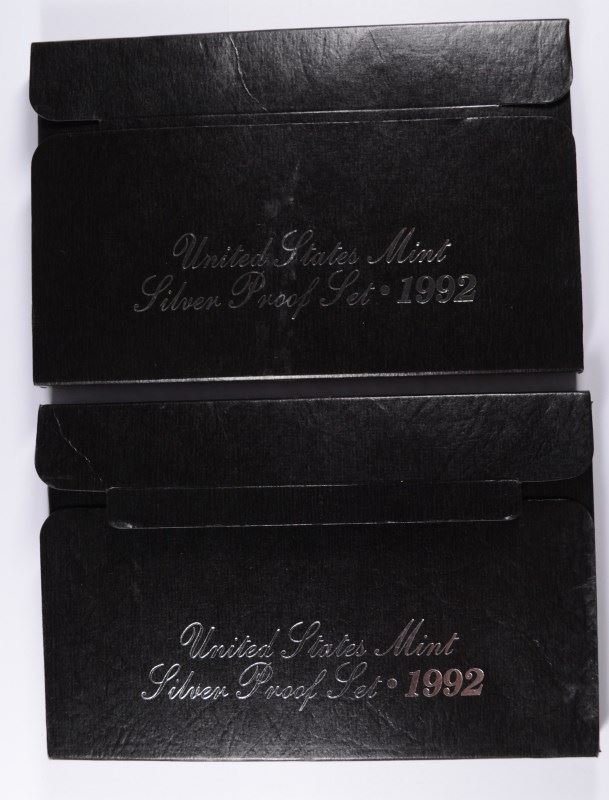 United States Mint
Silver Proof Set • 1992
United States Mint
Silver Proof Set • 1992